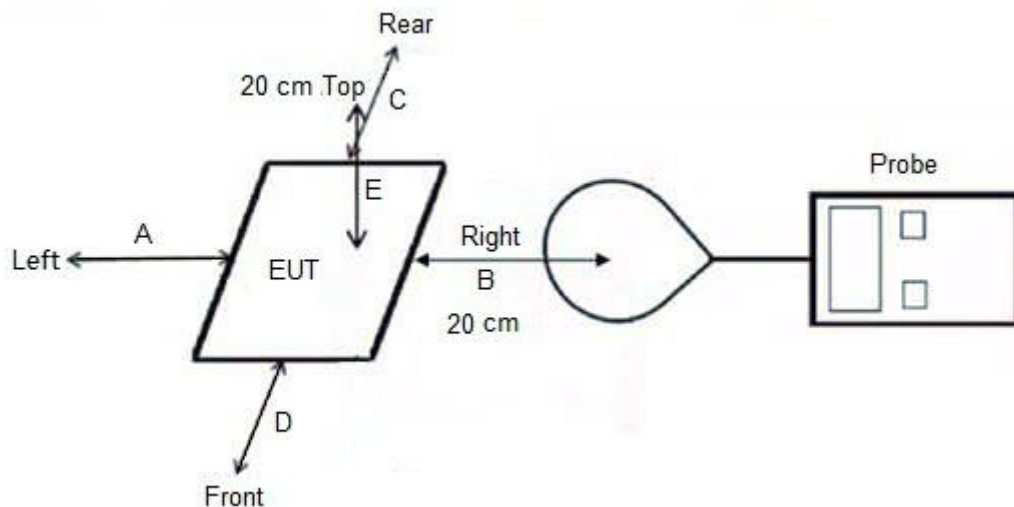 Rear
20 cm .Top
C
Probe
E
A
Right
Left
EUT
B
20 cm
D
Front